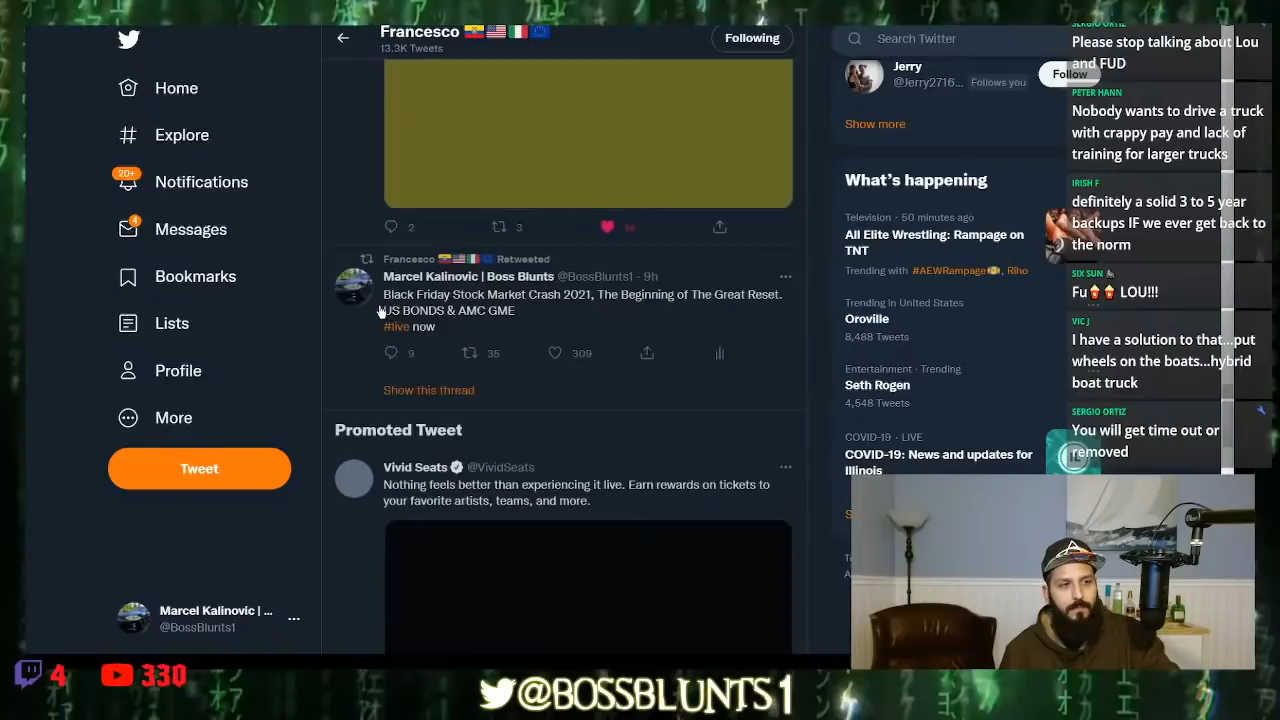 Home
Explore
20+
Notifications
4
Messages
Bookmarks
Lists
Profile
More
Tweet
Marcel Kalinovic | ...
@BossBlunts1
Francesco
13.3K Tweets
Following
2
3
Francesco Retweeted
Marcel Kalinovic | Boss Blunts @BossBlunts1 · 9h
Black Friday Stock Market Crash 2021, The Beginning of The Great Reset.
US BONDS & AMC GME
#live now
9
35
309
Show this thread
Promoted Tweet
Vivid Seats @VividSeats
Nothing feels better than experiencing it live. Earn rewards on tickets to
your favorite artists, teams, and more.
Search Twitter
Jerry
@Jerry2716... Follows you
Follow
Show more
What's happening
Television · 50 minutes ago
All Elite Wrestling: Rampage on
TNT
Trending with #AEWRampage, Riho
Trending in United States
Oroville
8,488 Tweets
Entertainment · Trending
Seth Rogen
4,548 Tweets
COVID-19 · LIVE
COVID-19: News and updates for
Illinois
SERGIO ORTIZ
Please stop talking about Lou
and FUD
PETER HANN
Nobody wants to drive a truck
with crappy pay and lack of
training for larger trucks
IRISH F
definitely a solid 3 to 5 year
backups IF we ever get back to
the norm
SIX SUN
Fu LOU!!!
VIC J
I have a solution to that...put
wheels on the boats...hybrid
boat truck
SERGIO ORTIZ
You will get time out or
removed
4
330
@BOSSBLUNTS1